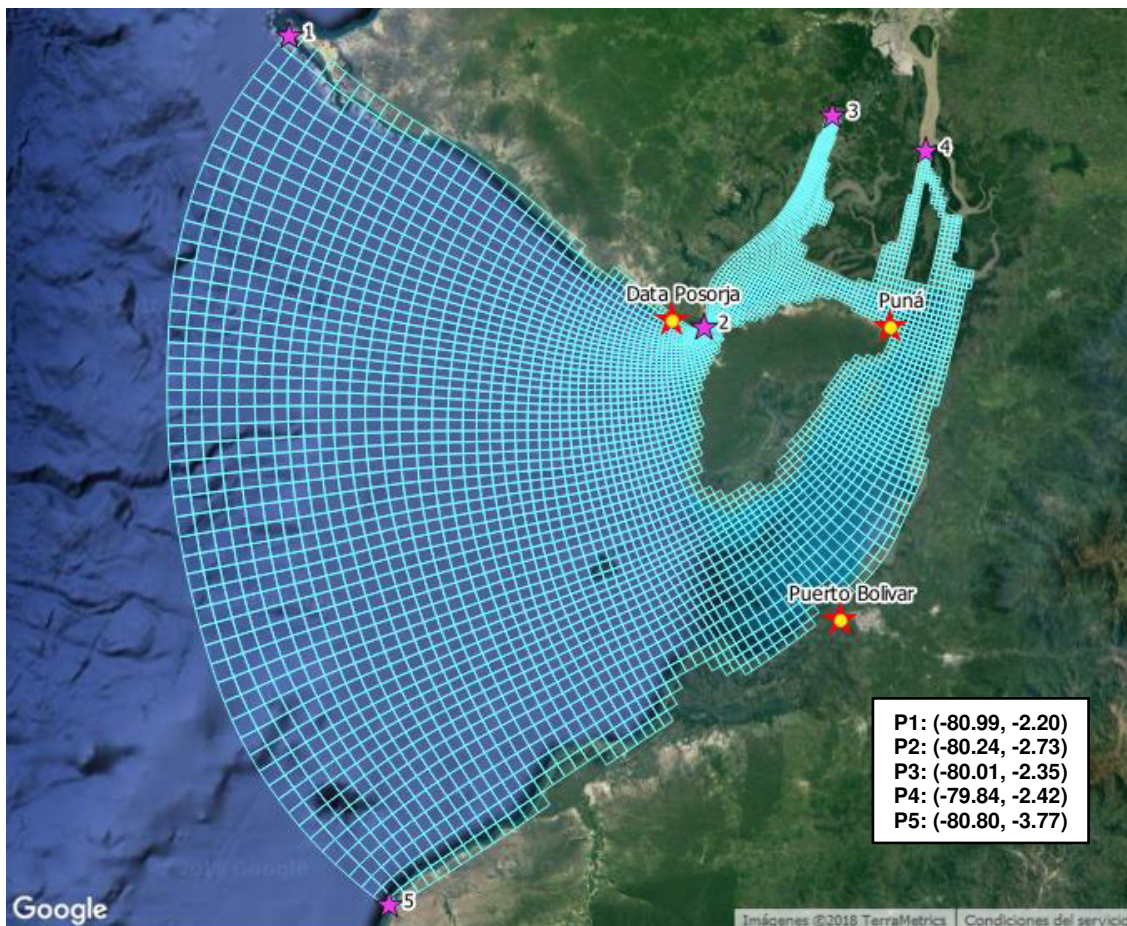 1
3
4
Data Posorja
Puná
2
Puerto Bolivar
P1: (-80.99, -2.20)
P2: (-80.24, -2.73)
P3: (-80.01, -2.35)
P4: (-79.84, -2.42)
P5: (-80.80, -3.77)
5
Google
Imágenes ©2018 TerraMetrics
Condiciones del servicio